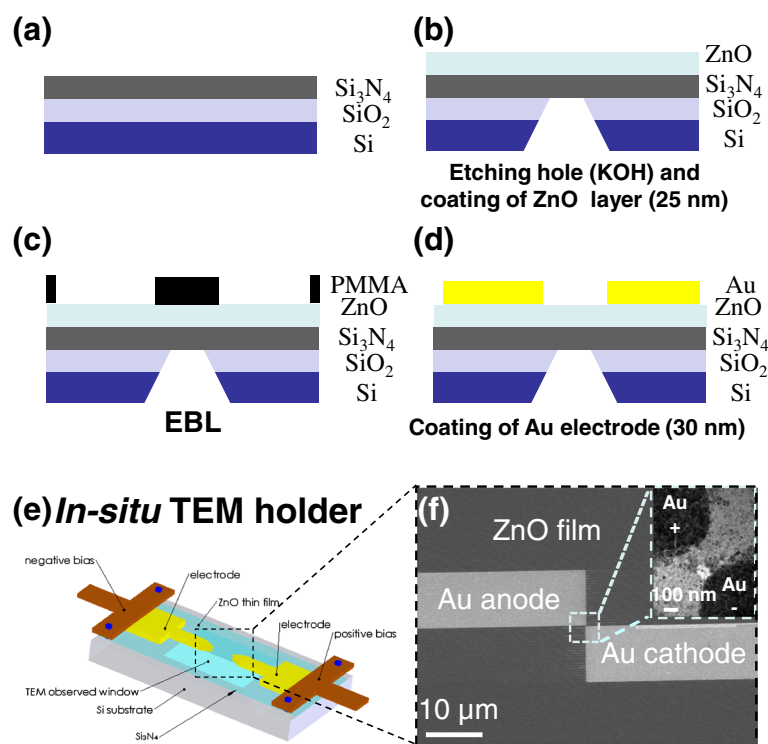 (a)
Si₃N₄
SiO₂
Si
(b)
ZnO
Si₃N₄
SiO₂
Si
Etching hole (KOH) and
coating of ZnO layer (25 nm)
(c)
PMMA
ZnO
Si₃N₄
SiO₂
Si
EBL
(d)
Au
ZnO
Si₃N₄
SiO₂
Si
Coating of Au electrode (30 nm)
(e) In-situ TEM holder
negative bias
electrode
ZnO thin film
electrode
positive bias
TEM observed window
Si substrate
Si₃N₄
(f)
ZnO film
Au
+
Au
-
100 nm
Au anode
Au cathode
10 µm